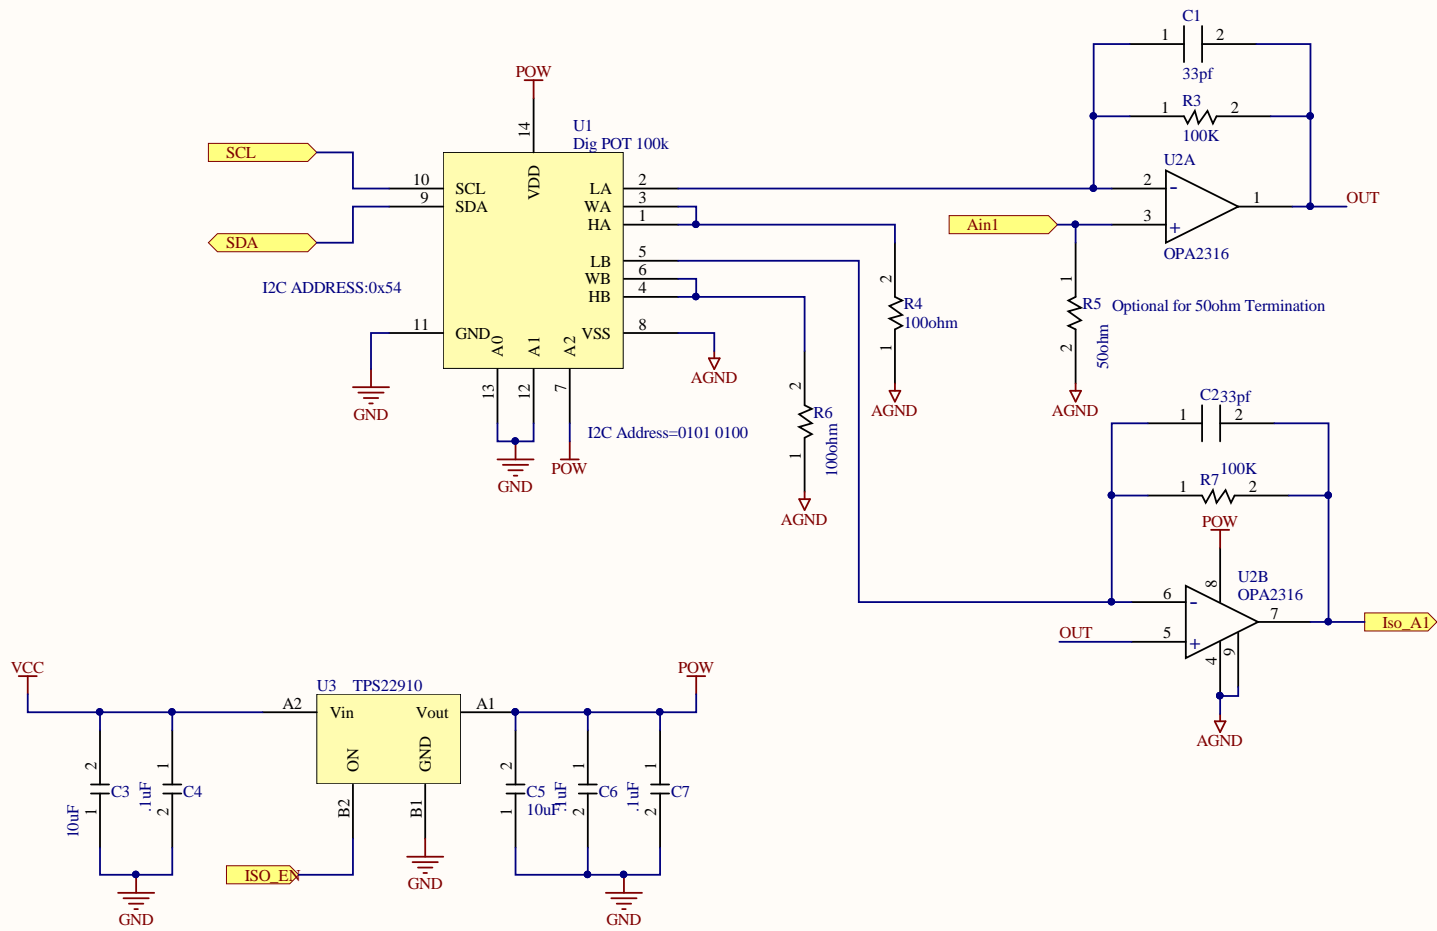 C1
1 2
33pf
R3
1 2
100K
POW
14
U1
Dig POT 100k
VDD
SCL
10 SCL
9 SDA
SDA
I2C ADDRESS:0x54
11 GND
GND
LA 2
WA 3
HA 1
LB 5
WB 6
HB 4
VSS 8
AGND
A0 A1 A2
13 12 7
GND
POW
I2C Address=0101 0100
U2A
2 -
3 +
1
OUT
OPA2316
Ain1
2
R4
100ohm
1
AGND
1
R5
50ohm
2
AGND
Optional for 50ohm Termination
2
R6
100ohm
1
AGND
C2 33pf
1 2
100K
R7
1 2
POW
8
U2B
OPA2316
6 -
5 +
7
OUT
4 9
AGND
Iso_A1
VCC
U3 TPS22910
A2 Vin
Vout A1
ON
GND
B2
B1
POW
2
C3
10uF
1
1
C4
.1uF
2
GND
ISO_EN
GND
2
C5
10uF
1
1
C6
.1uF
2
1
C7
.1uF
2
GND